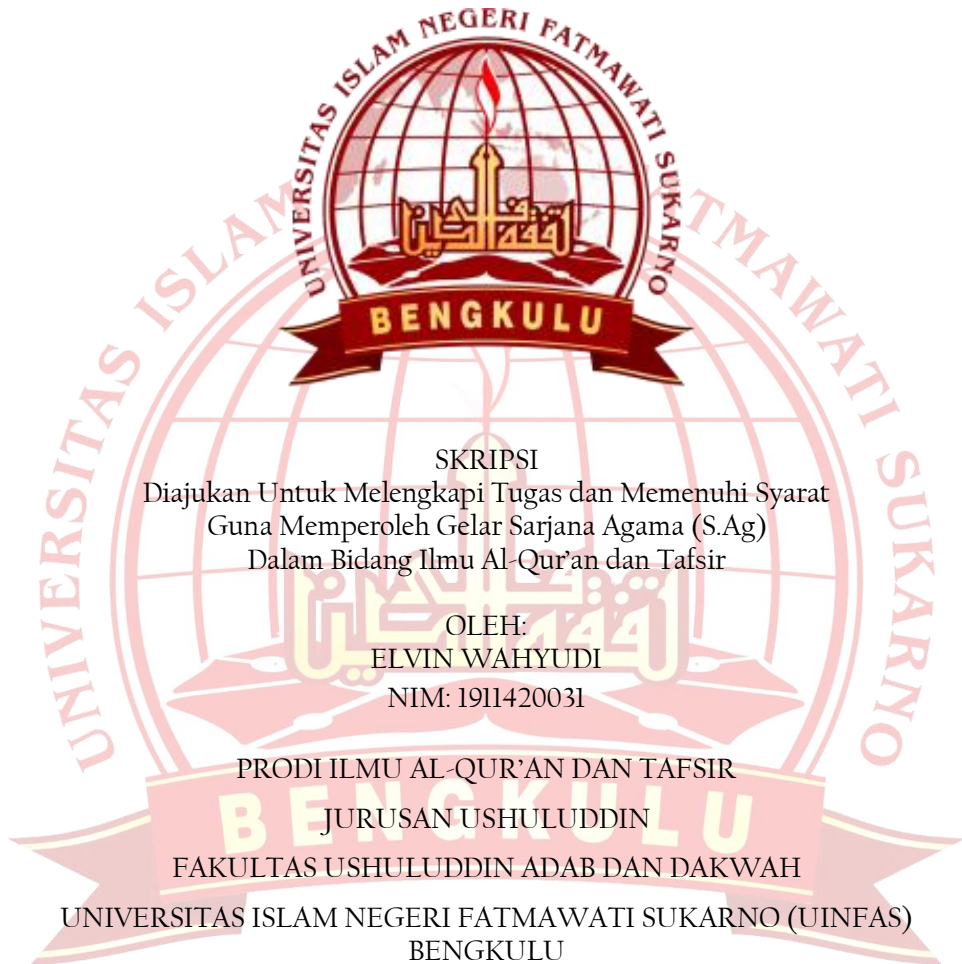 UNIVERSITAS ISLAM NEGERI FATMAWATI SUKARNO
BENGKULU
SKRIPSI
Diajukan Untuk Melengkapi Tugas dan Memenuhi Syarat
Guna Memperoleh Gelar Sarjana Agama (S.Ag)
Dalam Bidang Ilmu Al-Qur’an dan Tafsir
OLEH:
ELVIN WAHYUDI
NIM: 1911420031
PRODI ILMU AL-QUR’AN DAN TAFSIR
JURUSAN USHULUDDIN
FAKULTAS USHULUDDIN ADAB DAN DAKWAH
UNIVERSITAS ISLAM NEGERI FATMAWATI SUKARNO (UINFAS)
BENGKULU